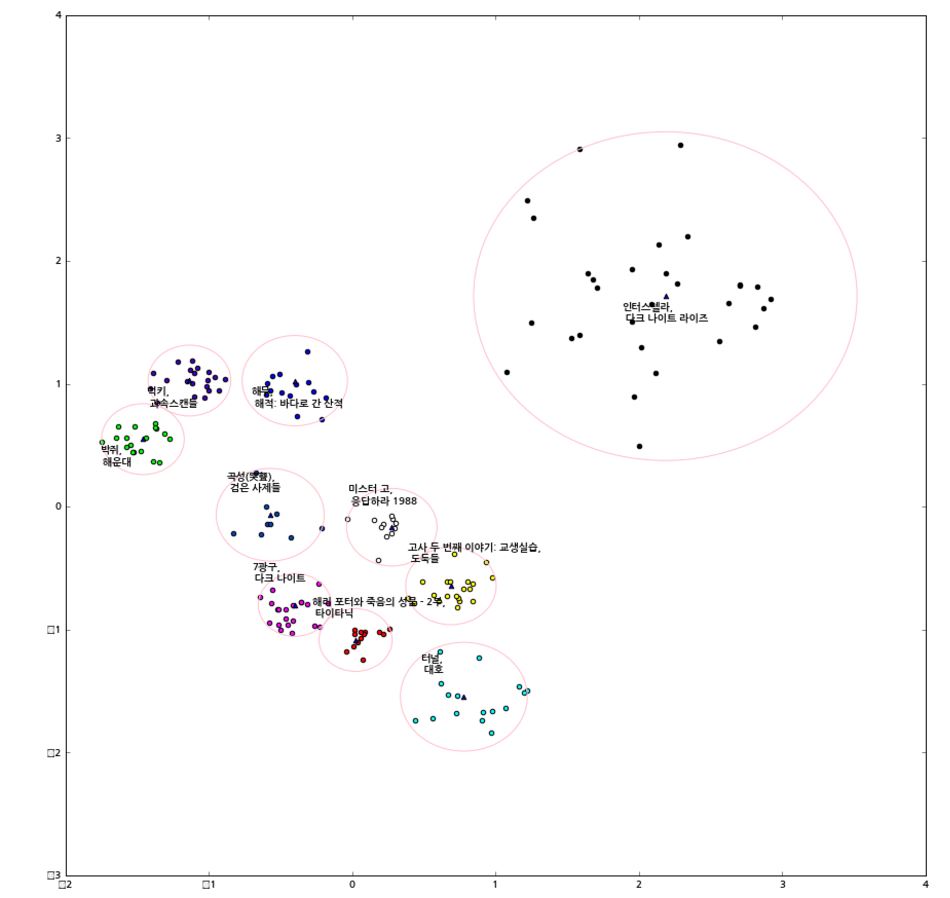 4
3
2
1
0
□1
□2
□3
□2
□1
0
1
2
3
4
인터스텔라,
다크 나이트 라이즈
럭키,
과속스캔들
해무,
해적: 바다로 간 산적
박쥐,
해운대
곡성(哭聲),
검은 사제들
미스터 고,
응답하라 1988
고사 두 번째 이야기: 교생실습,
도둑들
7광구,
다크 나이트
해리 포터와 죽음의 성물 - 2부,
타이타닉
터널,
대호